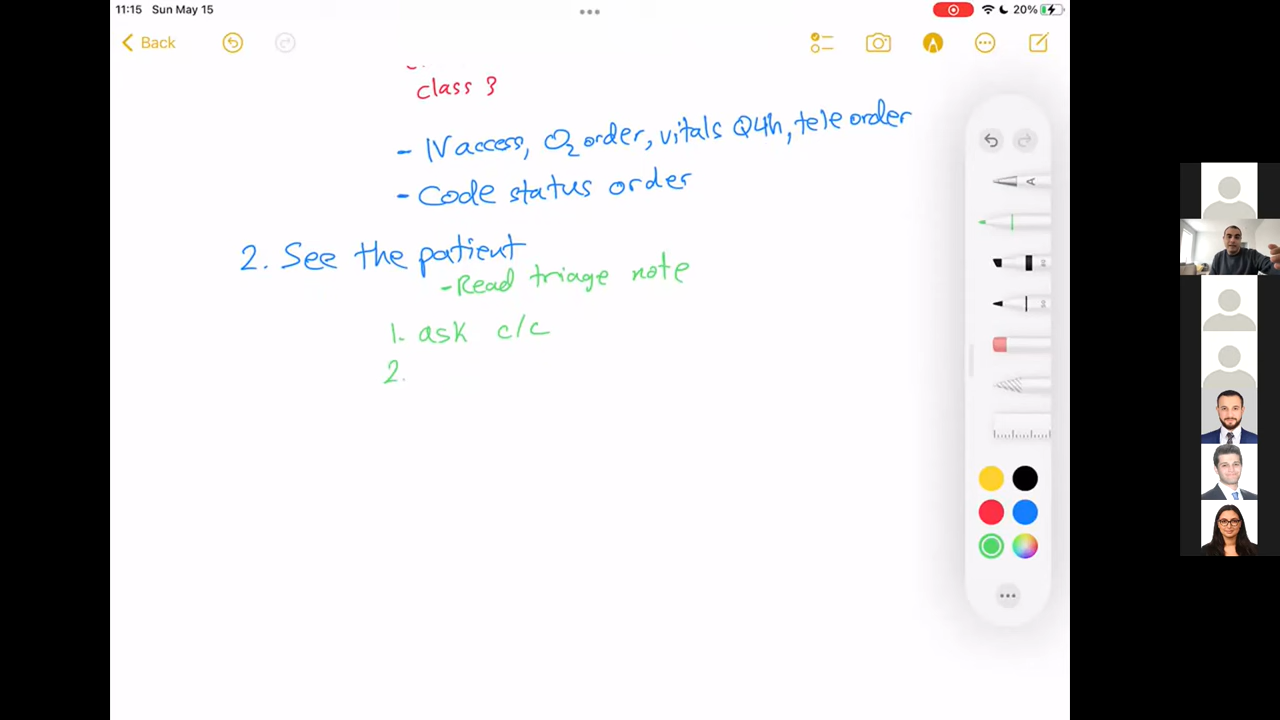 11:15 Sun May 15
20%
Back
class 3
- IV access, O2 order, vitals Q4h, tele order
- Code status order
2. See the patient
- Read triage note
1. ask c/c
2.